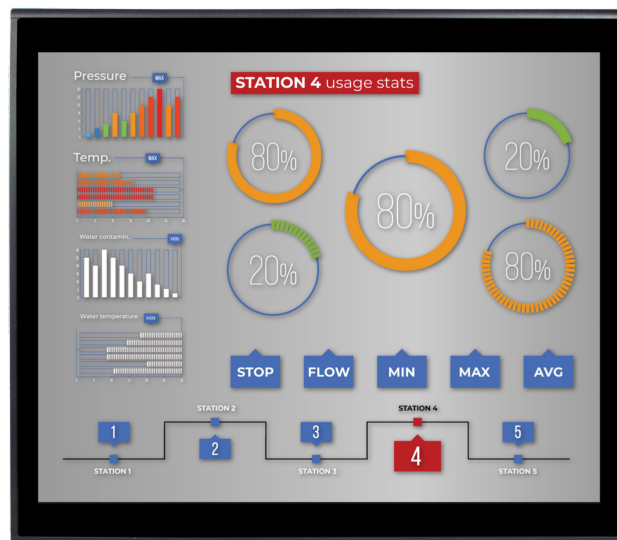 Pressure
MAX
STATION 4 usage stats
80%
20%
80%
Temp.
MAX
Water contamin.
MIN
20%
80%
Water temperature
MIN
STOP
FLOW
MIN
MAX
AVG
STATION 2
STATION 4
1
3
5
2
4
STATION 1
STATION 3
STATION 5